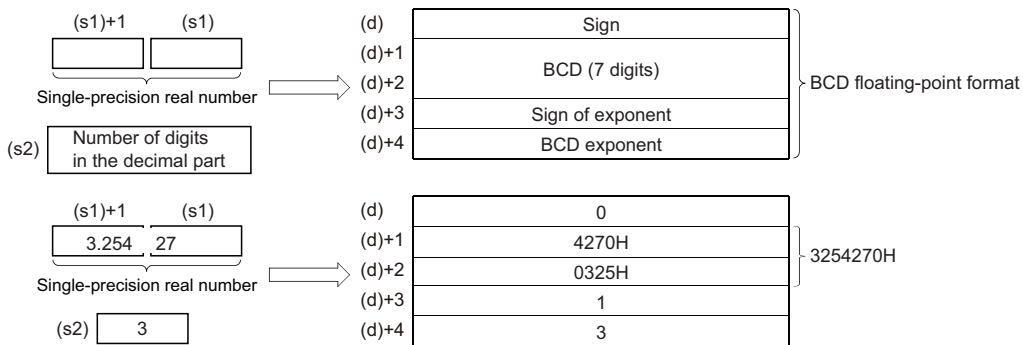 (s1)+1 (s1)
Single-precision real number
(s2) Number of digits
in the decimal part
(d) Sign
(d)+1
(d)+2 BCD (7 digits)
(d)+3 Sign of exponent
(d)+4 BCD exponent
BCD floating-point format
(s1)+1 (s1)
3.254 27
Single-precision real number
(s2) 3
(d) 0
(d)+1 4270H
(d)+2 0325H
(d)+3 1
(d)+4 3
3254270H